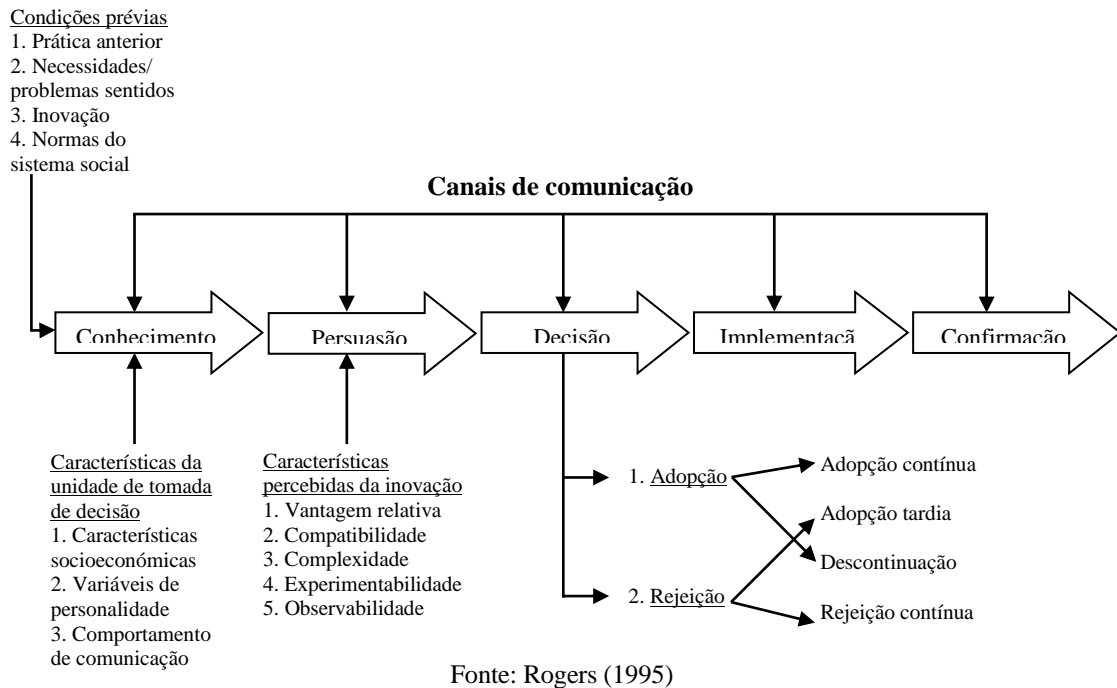 Condições prévias
1. Prática anterior
2. Necessidades/
problemas sentidos
3. Inovação
4. Normas do
sistema social
Canais de comunicação
Conhecimento
Persuasão
Decisão
Implementaçã
Confirmação
Características da
unidade de tomada
de decisão
1. Características
socioeconómicas
2. Variáveis de
personalidade
3. Comportamento
de comunicação
Características
percebidas da inovação
1. Vantagem relativa
2. Compatibilidade
3. Complexidade
4. Experimentabilidade
5. Observabilidade
1. Adopção
2. Rejeição
Adopção contínua
Adopção tardia
Descontinuação
Rejeição contínua
Fonte: Rogers (1995)